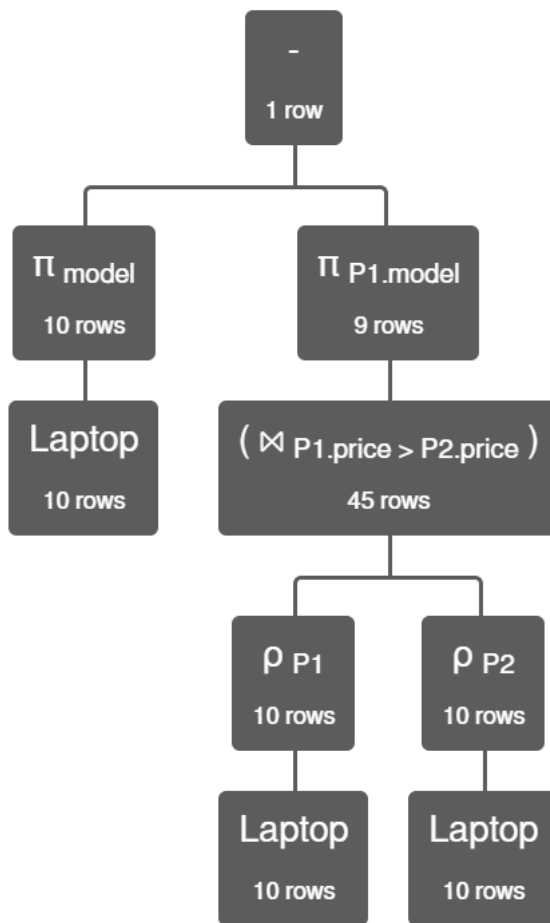 -
1 row
π model
10 rows
π P1.model
9 rows
Laptop
10 rows
( ⋈ P1.price > P2.price )
45 rows
ρ P1
10 rows
ρ P2
10 rows
Laptop
10 rows
Laptop
10 rows